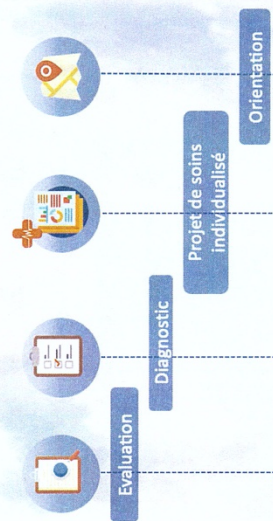 Evaluation
Diagnostic
Projet de soins
individualisé
Orientation